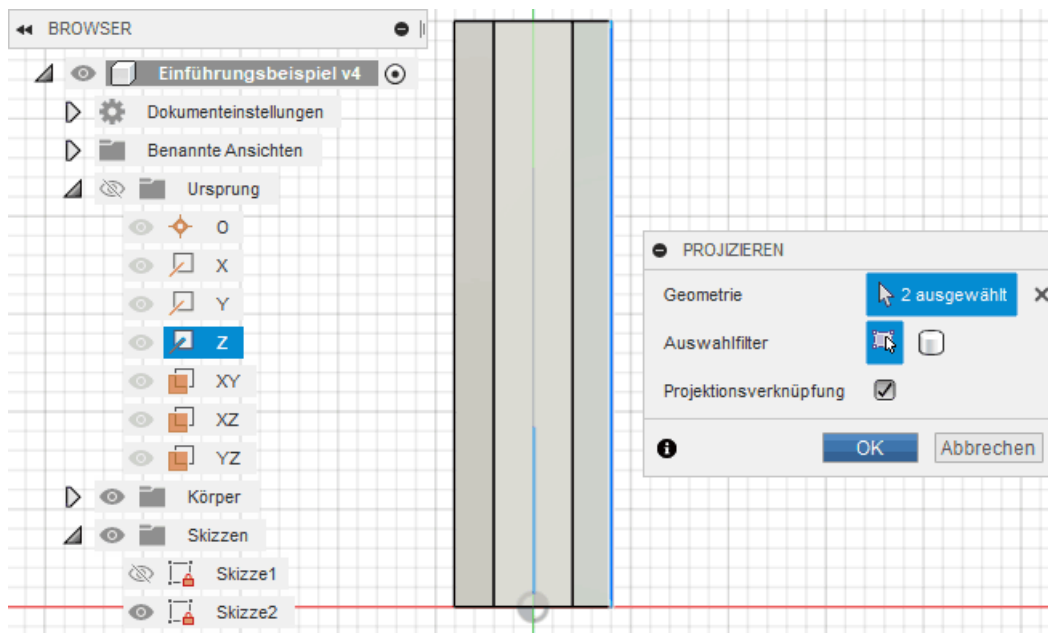 BROWSER
Einführungsbeispiel v4
Dokumenteinstellungen
Benannte Ansichten
Ursprung
O
X
Y
Z
XY
XZ
YZ
Körper
Skizzen
Skizze1
Skizze2
PROJIZIEREN
Geometrie 2 ausgewählt
Auswahlfilter
Projektionsverknüpfung
OK Abbrechen